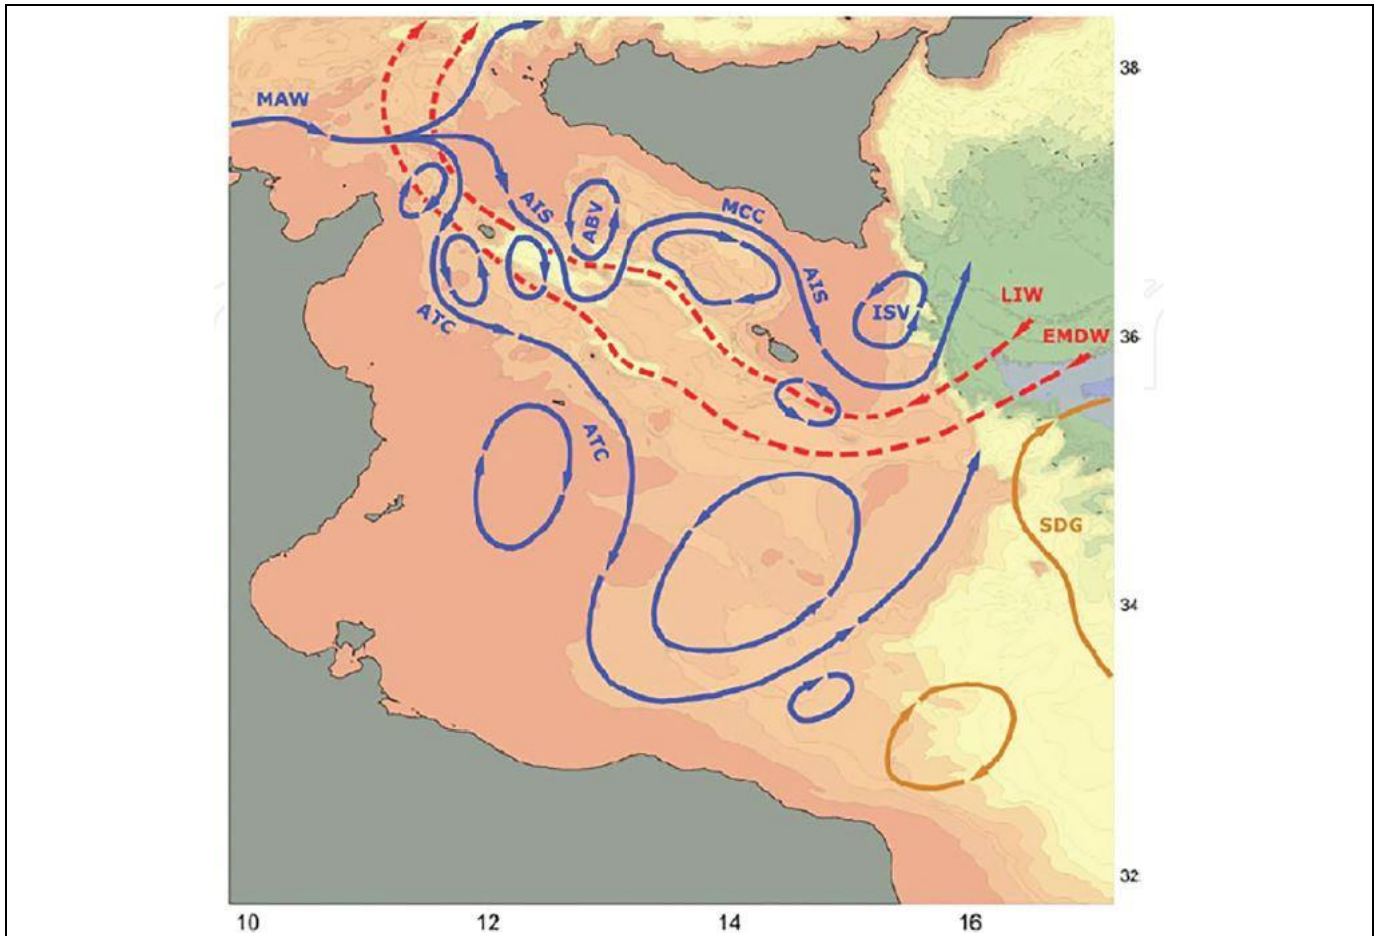 38
MAW
AIS
ABV
MCC
AIS
ISV
LIW
36
EMDW
ATC
ATC
SDG
34
32
10 12 14 16